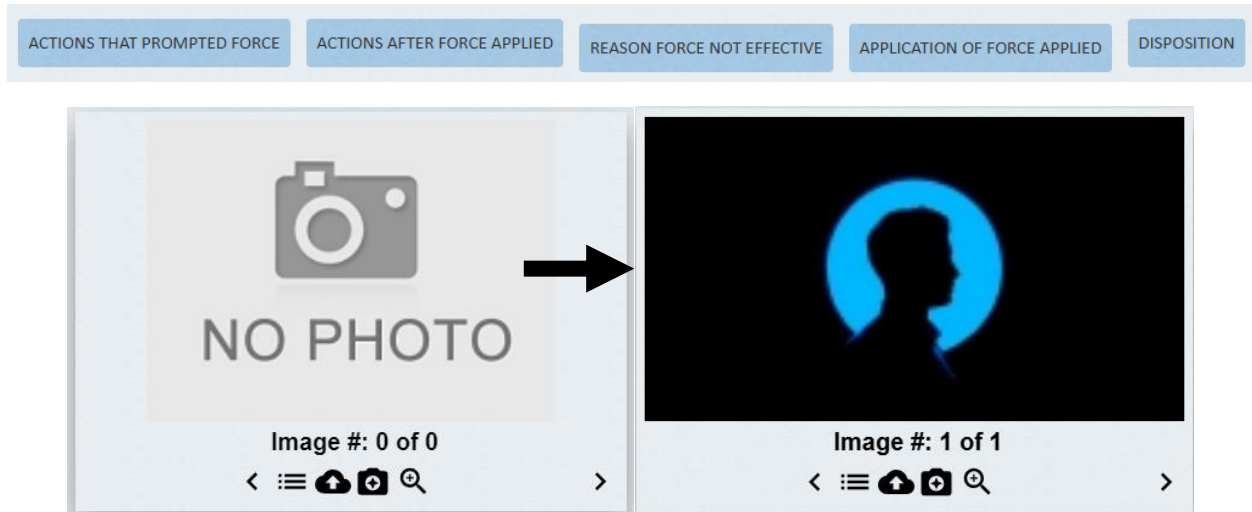 ACTIONS THAT PROMPTED FORCE
ACTIONS AFTER FORCE APPLIED
REASON FORCE NOT EFFECTIVE
APPLICATION OF FORCE APPLIED
DISPOSITION
NO PHOTO
Image #: 0 of 0
Image #: 1 of 1